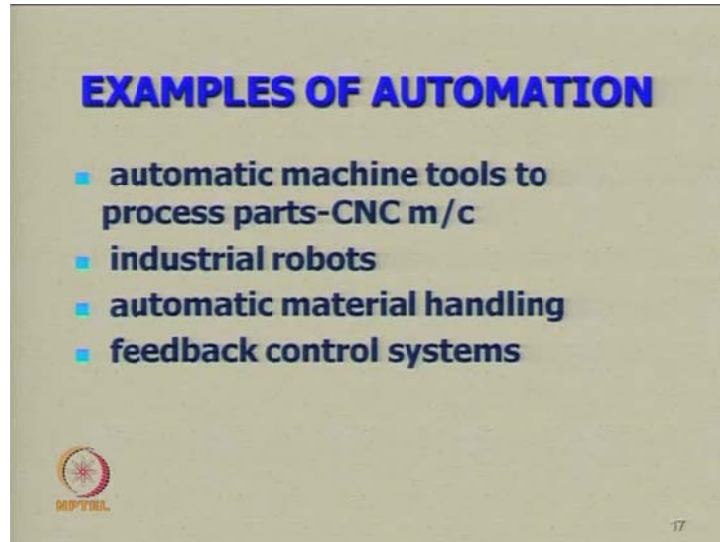 EXAMPLES OF AUTOMATION
automatic machine tools to
process parts-CNC m/c
industrial robots
automatic material handling
feedback control systems
NPTEL
17